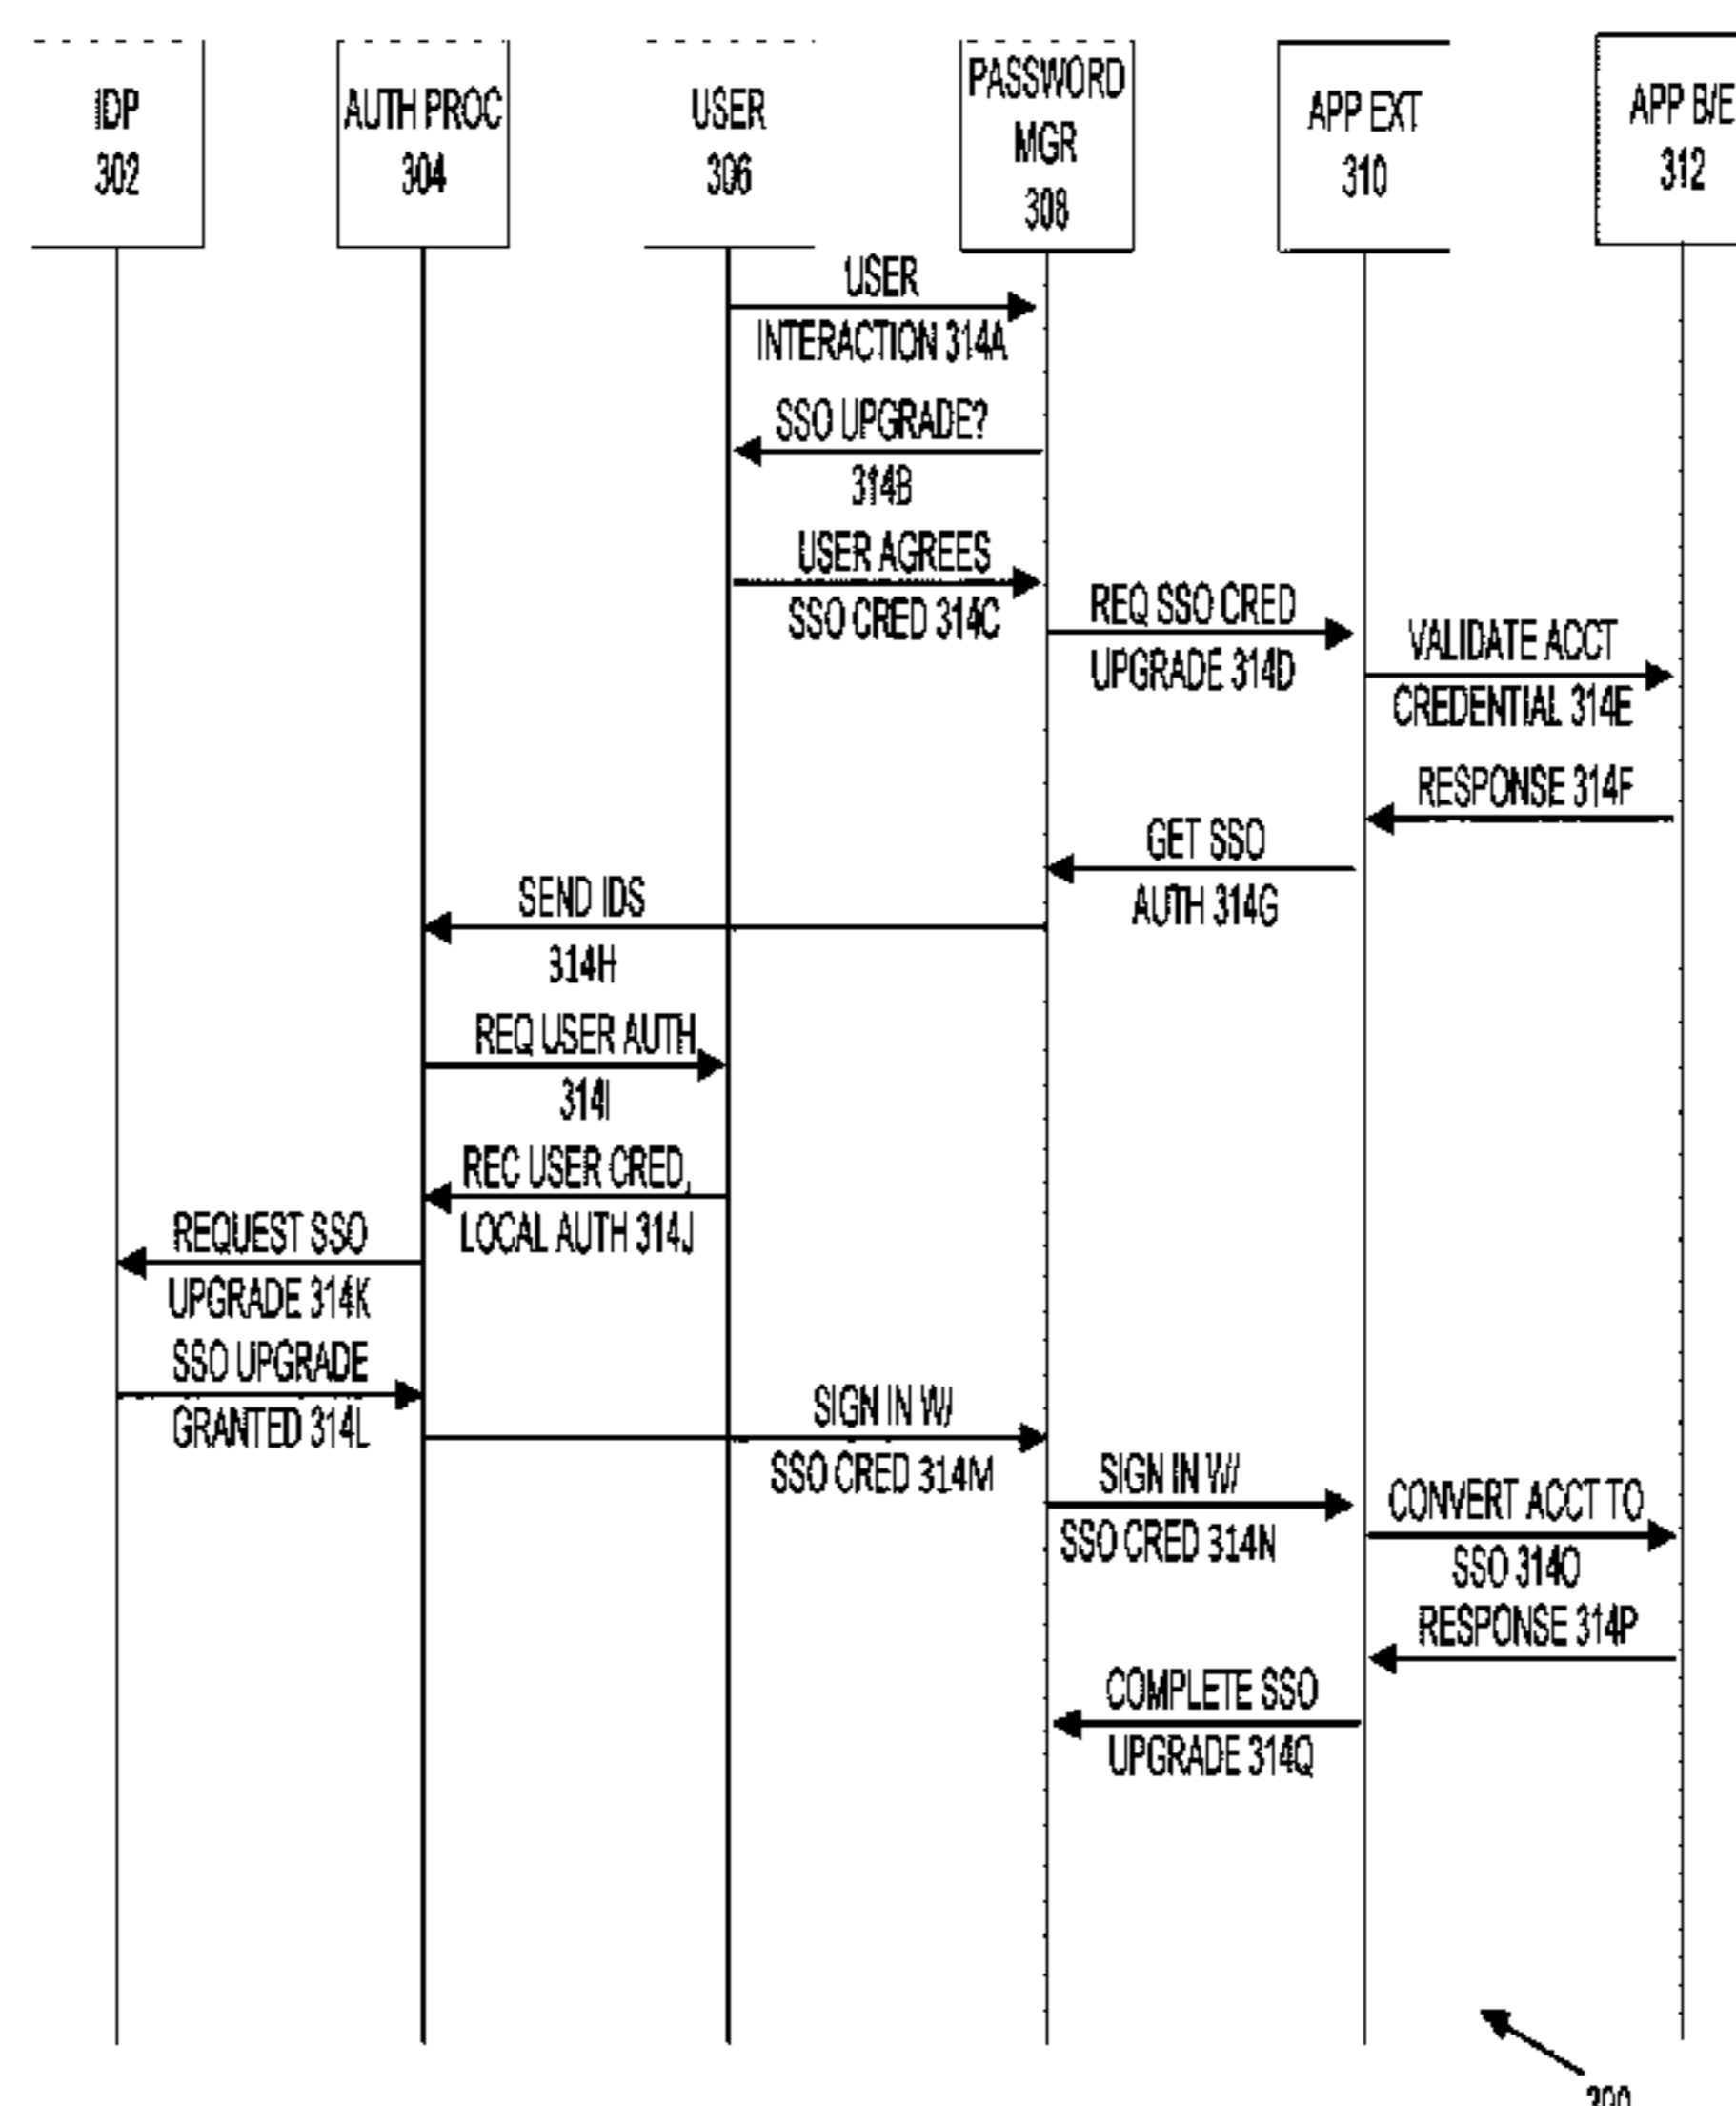 IDP
302
AUTH PROC
304
USER
306
PASSWORD
MGR
308
APP EXT
310
APP B/E
312
USER
INTERACTION 314A
SSO UPGRADE?
314B
USER AGREES
SSO CRED 314C
REQ SSO CRED
UPGRADE 314D
VALIDATE ACCT
CREDENTIAL 314E
RESPONSE 314F
GET SSO
AUTH 314G
SEND IDS
314H
REQ USER AUTH
314I
REC USER CRED,
LOCAL AUTH 314J
REQUEST SSO
UPGRADE 314K
SSO UPGRADE
GRANTED 314L
SIGN IN W/
SSO CRED 314M
SIGN IN W/
SSO CRED 314N
CONVERT ACCT TO
SSO 314O
RESPONSE 314P
COMPLETE SSO
UPGRADE 314Q